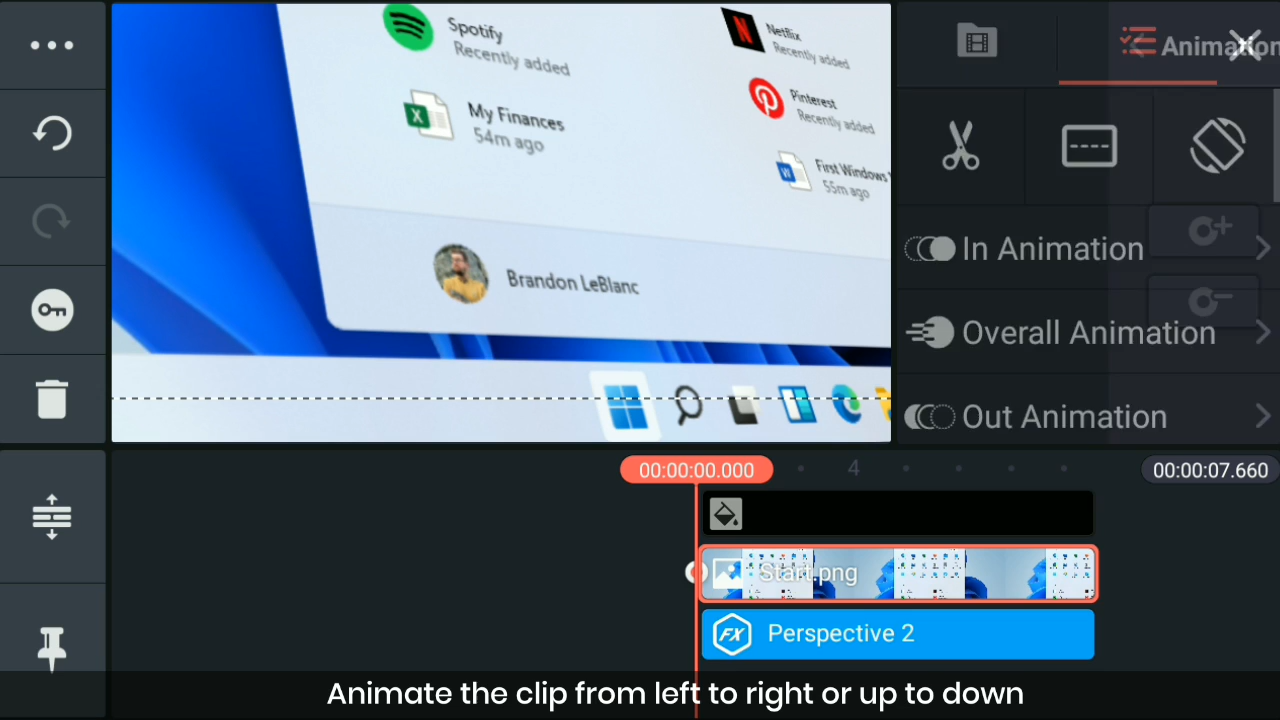 Spotify
Recently added
My Finances
54m ago
Brandon LeBlanc
Netflix
Recently added
Pinterest
Recently added
First Windows
55m ago
Animation
In Animation
Overall Animation
Out Animation
00:00:00.000
4
00:00:07.660
Start.png
FX Perspective 2
Animate the clip from left to right or up to down